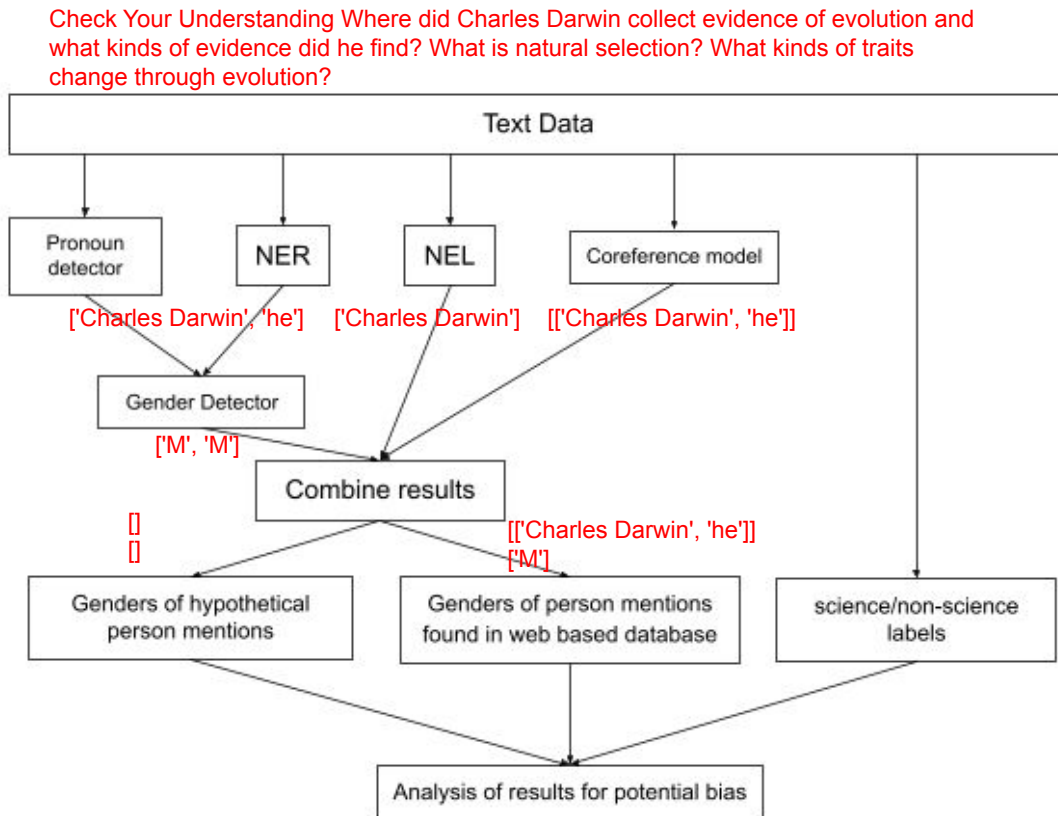 Check Your Understanding Where did Charles Darwin collect evidence of evolution and
what kinds of evidence did he find? What is natural selection? What kinds of traits
change through evolution?
Text Data
Pronoun
detector
NER
NEL
Coreference model
['Charles Darwin', 'he']
['Charles Darwin']
[['Charles Darwin', 'he']]
Gender Detector
['M', 'M']
Combine results
[]
[]
[['Charles Darwin', 'he']]
['M']
Genders of hypothetical
person mentions
Genders of person mentions
found in web based database
science/non-science
labels
Analysis of results for potential bias